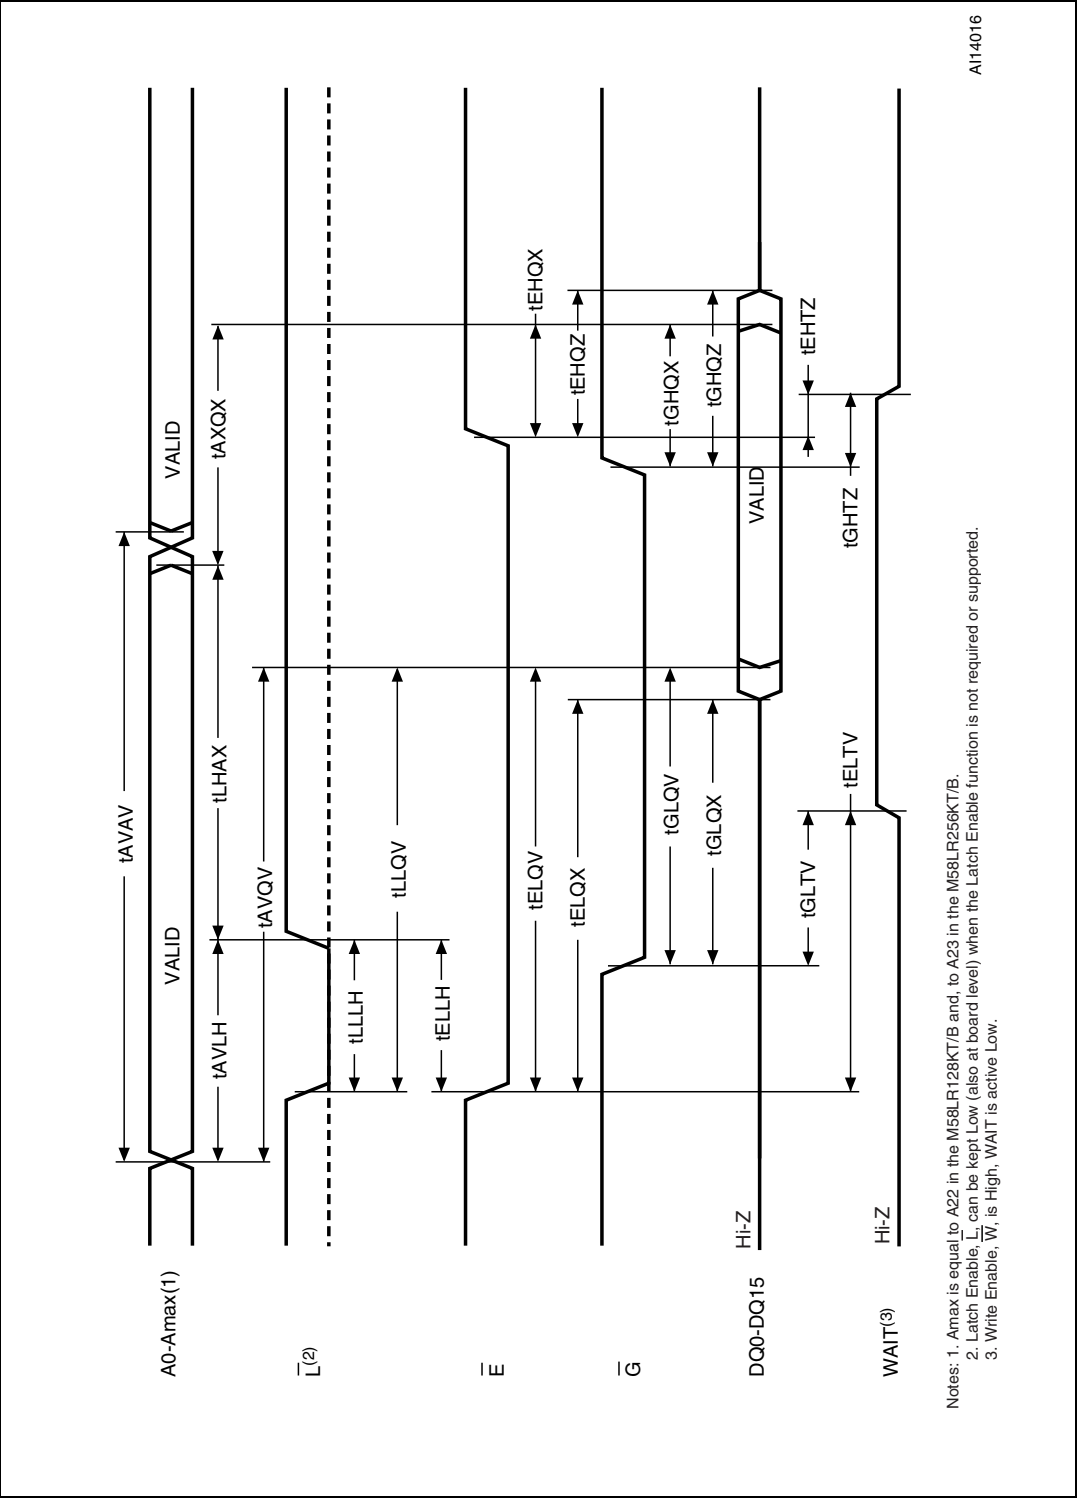 A0-Amax(1)
VALID
VALID
tAVAV
tAVLH
tLHAX
tAXQX
tAVQV
L(2)
tLLLH
tLLQV
tELLH
E
tELQV
tEHQX
tELQX
tEHQZ
G
tGLQV
tGHQX
tGLQX
tGHQZ
DQ0-DQ15
Hi-Z
VALID
tGLTV
tEHTZ
tELTV
tGHTZ
WAIT(3)
Hi-Z
Notes: 1. Amax is equal to A22 in the M58LR128KT/B and, to A23 in the M58LR256KT/B.
2. Latch Enable, L, can be kept Low (also at board level) when the Latch Enable function is not required or supported.
3. Write Enable, W, is High, WAIT is active Low.
AI14016